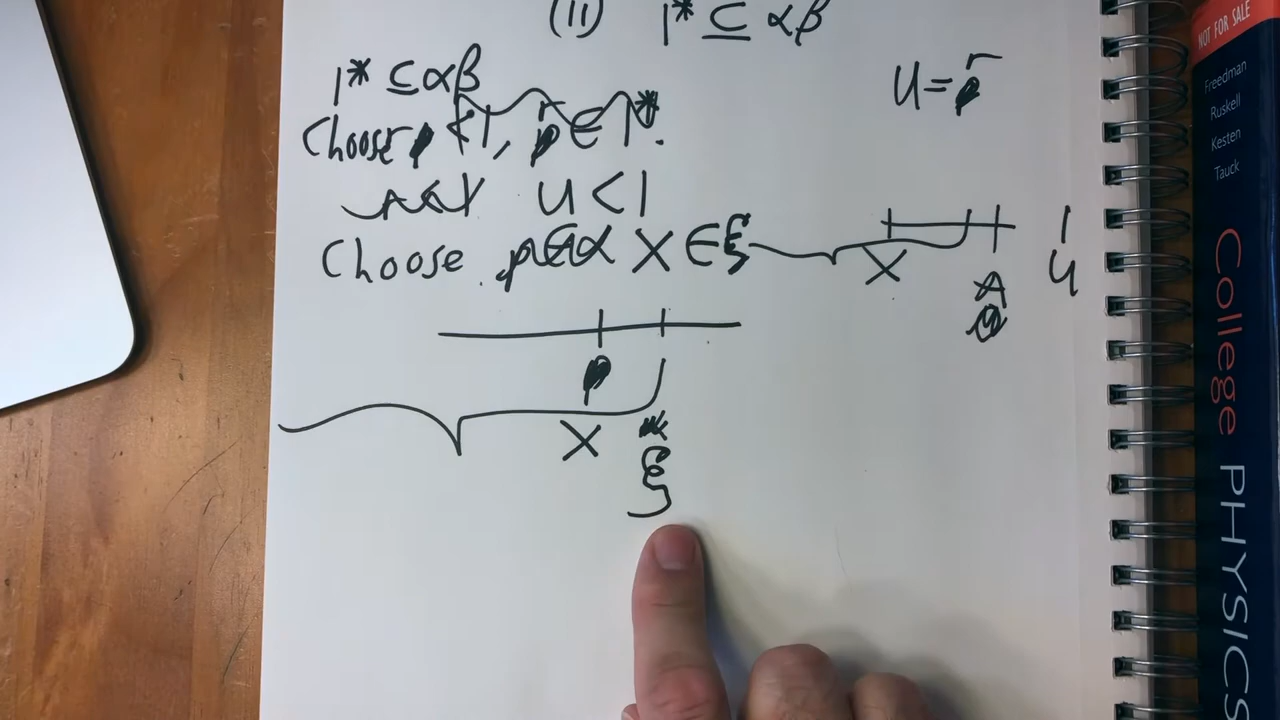 (ii) 1* ⊆ αβ
1* ⊆ αβ
U = r
Choose p < 1, p ∈ 1*.
U < 1
Choose p ∈ α X ∈ ξ
X
1
U
p
X
ξ
NOT FOR SALE
Freedman
Ruskell
Kesten
Tauck
College PHYSICS